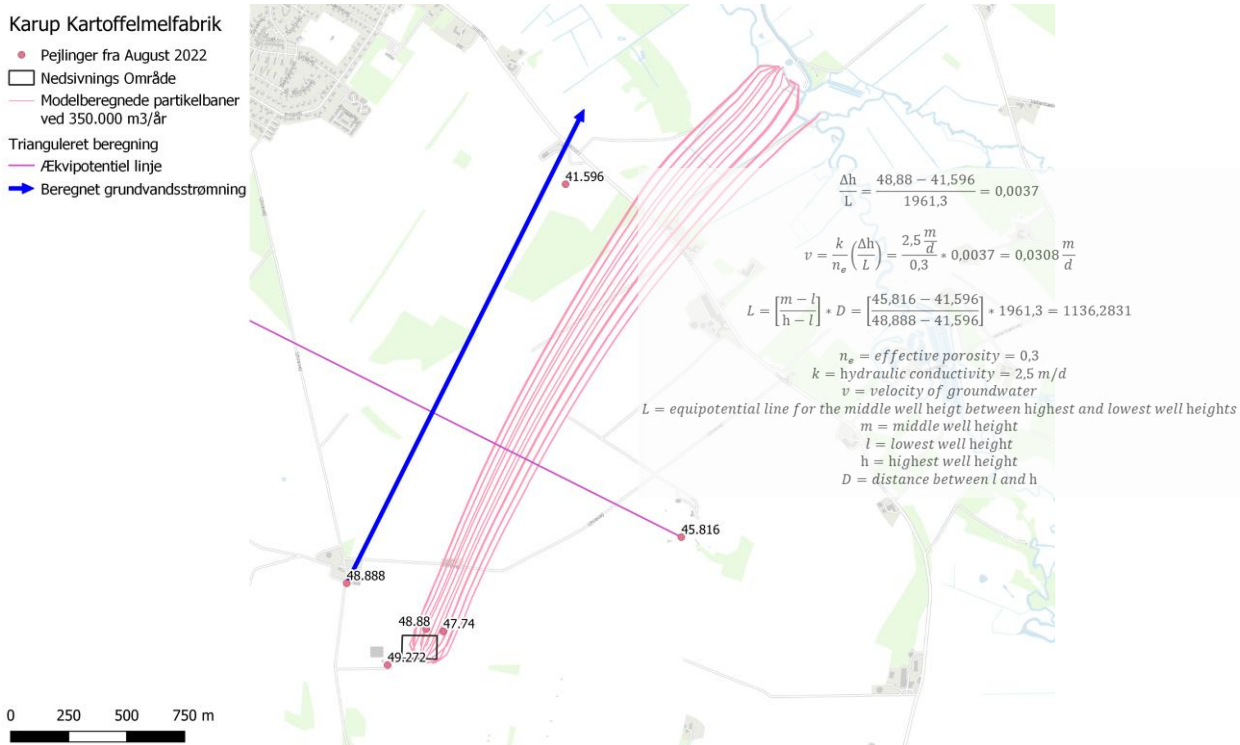 Karup Kartoffelmelfabrik
Pejlinger fra August 2022
Nedsivnings Område
Modelberegnede partikelbaner
ved 350.000 m3/år
Trianguleret beregning
Ækvipotentiel linje
Beregnet grundvandsstrømning
41.596
Δh/L = (48,88 − 41,596)/1961,3 = 0,0037
v = k/nₑ (Δh/L) = (2,5 m/d)/0,3 * 0,0037 = 0,0308 m/d
L = [(m − l)/(h − l)] * D = [(45,816 − 41,596)/(48,888 − 41,596)] * 1961,3 = 1136,2831
nₑ = effective porosity = 0,3
k = hydraulic conductivity = 2,5 m/d
v = velocity of groundwater
L = equipotential line for the middle well heigt between highest and lowest well heights
m = middle well height
l = lowest well height
h = highest well height
D = distance between l and h
45.816
48.888
48.88
47.74
49.272
0 250 500 750 m